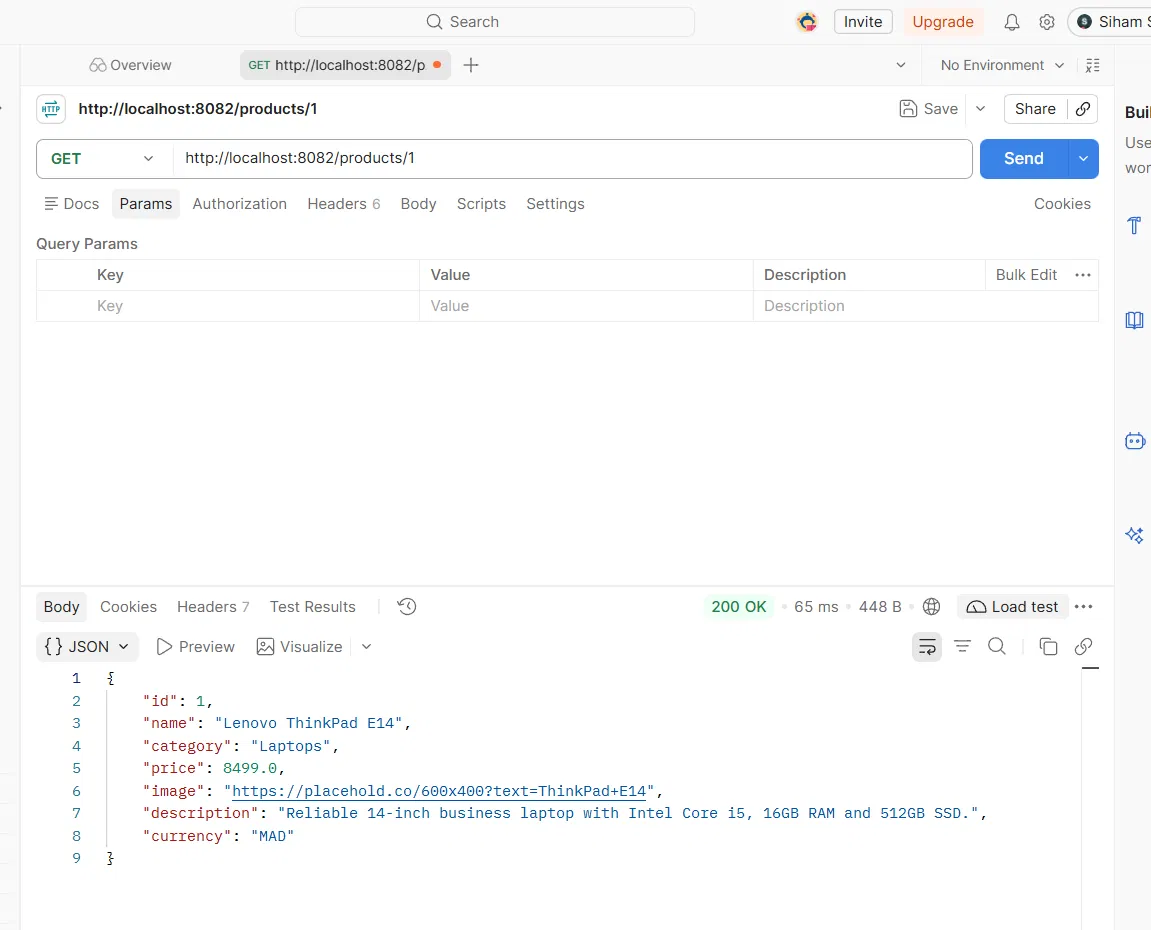 Search
Invite
Upgrade
Siham S
Overview
GET http://localhost:8082/p
No Environment
HTTP
http://localhost:8082/products/1
Save
Share
Bui
GET
http://localhost:8082/products/1
Send
Use
wor
Docs
Params
Authorization
Headers 6
Body
Scripts
Settings
Cookies
Query Params
Key
Value
Description
Bulk Edit
Key
Value
Description
Body
Cookies
Headers 7
Test Results
200 OK
65 ms
448 B
Load test
{} JSON
Preview
Visualize
1 {
2 "id": 1,
3 "name": "Lenovo ThinkPad E14",
4 "category": "Laptops",
5 "price": 8499.0,
6 "image": "https://placehold.co/600x400?text=ThinkPad+E14",
7 "description": "Reliable 14-inch business laptop with Intel Core i5, 16GB RAM and 512GB SSD.",
8 "currency": "MAD"
9 }